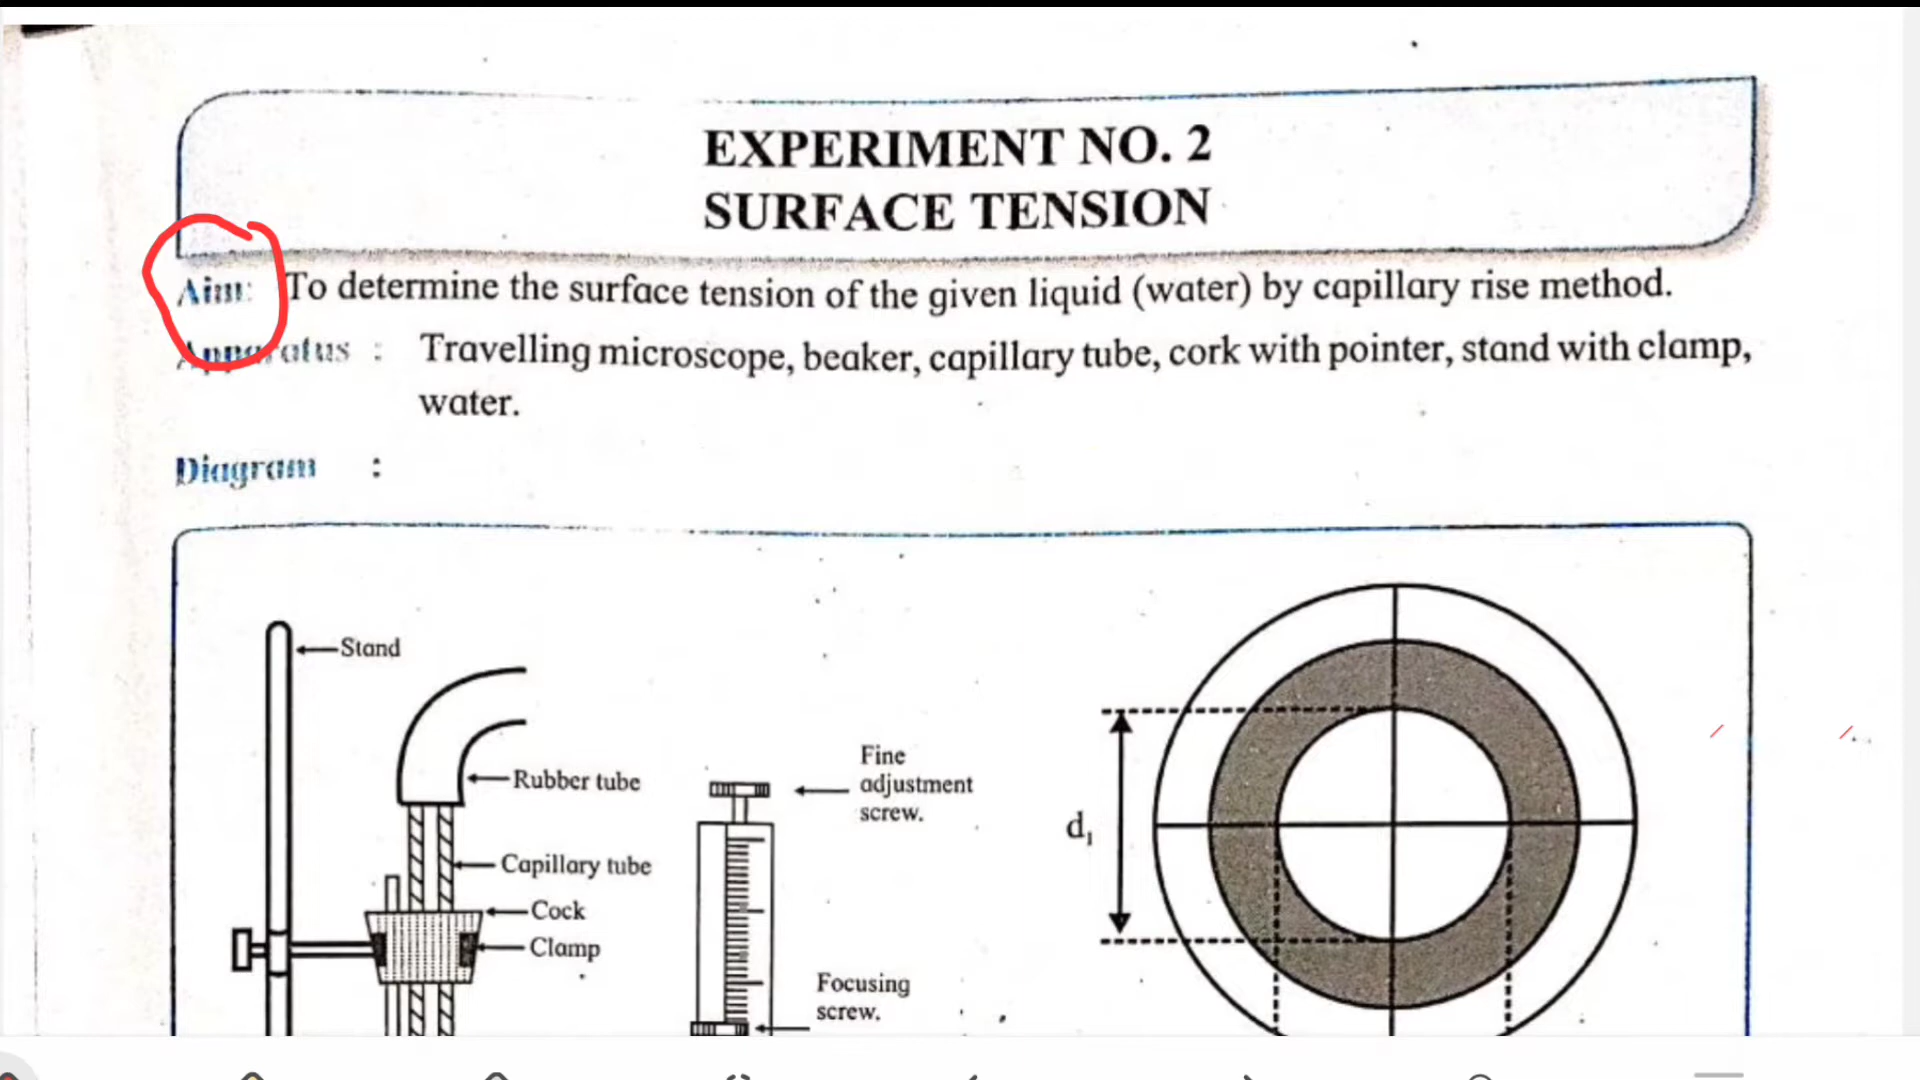 EXPERIMENT NO. 2
SURFACE TENSION
Aim: To determine the surface tension of the given liquid (water) by capillary rise method.
Apparatus : Travelling microscope, beaker, capillary tube, cork with pointer, stand with clamp,
water.
Diagram :
Stand
Rubber tube
Capillary tube
Cock
Clamp
Fine
adjustment
screw.
Focusing
screw.
d₁